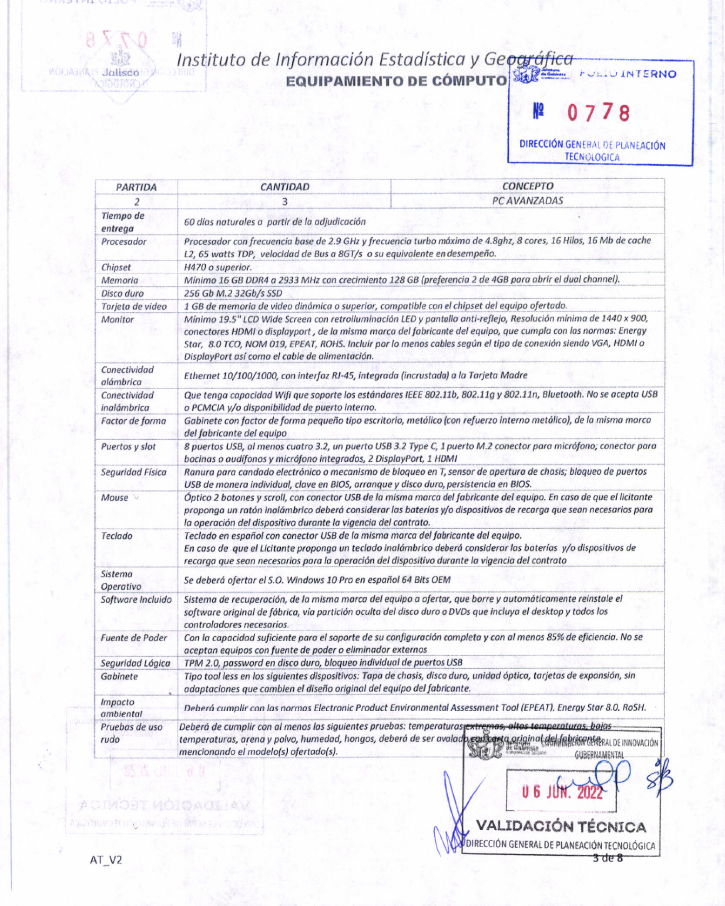 Instituto de Información Estadística y Geográfica
EQUIPAMIENTO DE CÓMPUTO
Jalisco
FOLIO INTERNO
Nº 0778
DIRECCIÓN GENERAL DE PLANEACIÓN
TECNOLOGICA
PARTIDA CANTIDAD CONCEPTO
2 3 PC AVANZADAS
Tiempo de entrega 60 días naturales a partir de la adjudicación
Procesador Procesador con frecuencia base de 2.9 GHz y frecuencia turbo máximo de 4.8ghz, 8 cores, 16 Hilos, 16 Mb de cache
L2, 65 watts TDP, velocidad de Bus a 8GT/s o su equivalente en desempeño.
Chipset H470 o superior.
Memoria Mínimo 16 GB DDR4 a 2933 MHz con crecimiento 128 GB (preferencia 2 de 4GB para abrir el dual channel).
Disco duro 256 Gb M.2 32Gb/s SSD
Tarjeta de video 1 GB de memoria de video dinámica o superior, compatible con el chipset del equipo ofertado.
Monitor Mínimo 19.5" LCD Wide Screen con retroiluminación LED y pantalla anti-reflejo, Resolución mínima de 1440 x 900,
conectores HDMI o displayport , de la misma marca del fabricante del equipo, que cumpla con las normas: Energy
Star, 8.0 TCO, NOM 019, EPEAT, ROHS. Incluir por lo menos cables según el tipo de conexión siendo VGA, HDMI o
DisplayPort así como el cable de alimentación.
Conectividad alámbrica Ethernet 10/100/1000, con interfaz RJ-45, integrada (incrustada) a la Tarjeta Madre
Conectividad inalámbrica Que tenga capacidad Wifi que soporte los estándares IEEE 802.11b, 802.11g y 802.11n, Bluetooth. No se acepta USB
o PCMCIA y/o disponibilidad de puerto interno.
Factor de forma Gabinete con factor de forma pequeño tipo escritorio, metálico (con refuerzo interno metálico), de la misma marca
del fabricante del equipo
Puertos y slot 8 puertos USB, al menos cuatro 3.2, un puerto USB 3.2 Type C, 1 puerto M.2 conector para micrófono; conector para
bocinas o audífonos y micrófono integrados, 2 DisplayPort, 1 HDMI
Seguridad Física Ranura para candado electrónico o mecanismo de bloqueo en T, sensor de apertura de chasis; bloqueo de puertos
USB de manera individual, clave en BIOS, arranque y disco duro, persistencia en BIOS.
Mouse Óptico 2 botones y scroll, con conector USB de la misma marca del fabricante del equipo. En caso de que el licitante
proponga un ratón inalámbrico deberá considerar las baterías y/o dispositivos de recarga que sean necesarios para
la operación del dispositivo durante la vigencia del contrato.
Teclado Teclado en español con conector USB de la misma marca del fabricante del equipo.
En caso de que el Licitante proponga un teclado inalámbrico deberá considerar las baterías y/o dispositivos de
recarga que sean necesarios para la operación del dispositivo durante la vigencia del contrato
Sistema Operativo Se deberá ofertar el S.O. Windows 10 Pro en español 64 Bits OEM
Software Incluido Sistema de recuperación, de la misma marca del equipo a ofertar, que borre y automáticamente reinstale el
software original de fábrica, vía partición oculta del disco duro o DVDs que incluya el desktop y todos los
controladores necesarios.
Fuente de Poder Con la capacidad suficiente para el soporte de su configuración completa y con al menos 85% de eficiencia. No se
aceptan equipos con fuente de poder o eliminador externos
Seguridad Lógica TPM 2.0, password en disco duro, bloqueo individual de puertos USB
Gabinete Tipo tool less en los siguientes dispositivos: Tapa de chasis, disco duro, unidad óptica, tarjetas de expansión, sin
adaptaciones que cambien el diseño original del equipo del fabricante.
Impacto ambiental Deberá cumplir con las normas Electronic Product Environmental Assessment Tool (EPEAT). Energy Star 8.0. RoSH.
Pruebas de uso rudo Deberá de cumplir con al menos las siguientes pruebas: temperaturas extremas, altas temperaturas, bajas
temperaturas, arena y polvo, humedad, hongos, deberá de ser avalado con carta original del fabricante
mencionando el modelo(s) ofertado(s).
COORDINACIÓN GENERAL DE INNOVACIÓN
GUBERNAMENTAL
06 JUN. 2022
VALIDACIÓN TÉCNICA
DIRECCIÓN GENERAL DE PLANEACIÓN TECNOLÓGICA
AT_V2 3 de 8